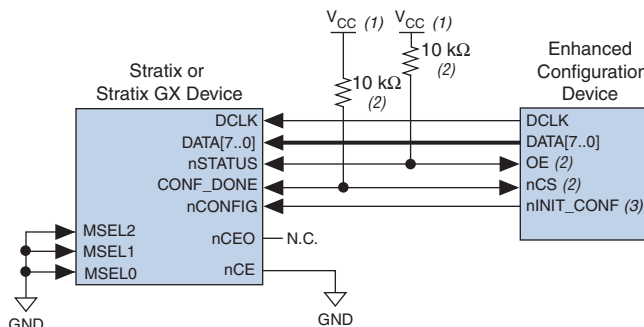 VCC (1)
VCC (1)
10 kΩ
(2)
10 kΩ
(2)
Stratix or
Stratix GX Device
Enhanced
Configuration
Device
DCLK
DATA[7..0]
nSTATUS
CONF_DONE
nCONFIG
nCEO
N.C.
nCE
MSEL2
MSEL1
MSEL0
GND
GND
DCLK
DATA[7..0]
OE (2)
nCS (2)
nINIT_CONF (3)